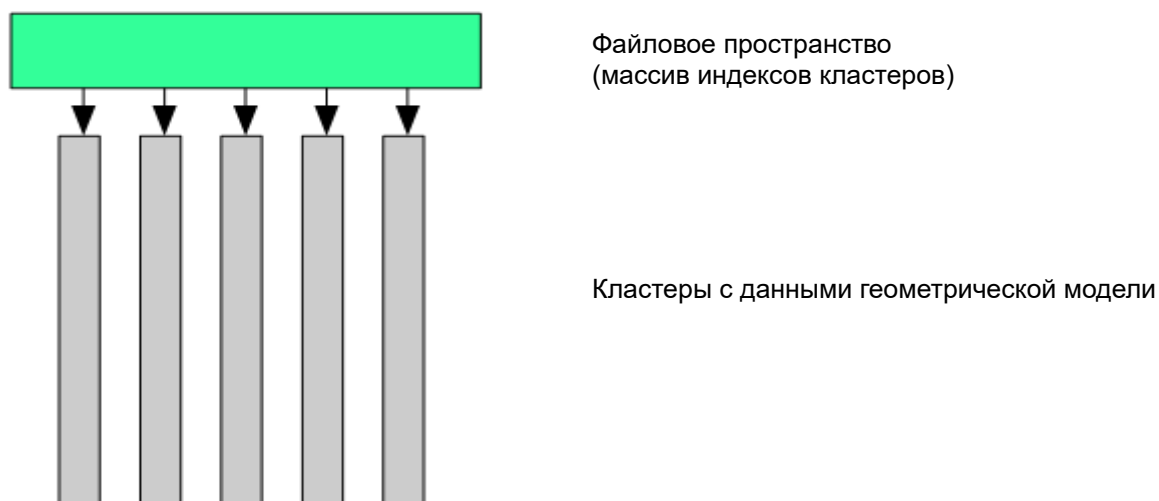 Файловое пространство
(массив индексов кластеров)
Кластеры с данными геометрической модели